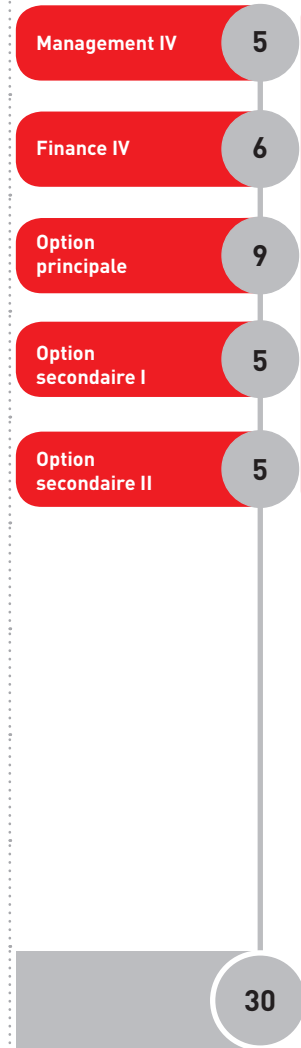 Management IV
5
Finance IV
6
Option
principale
9
Option
secondaire I
5
Option
secondaire II
5
30